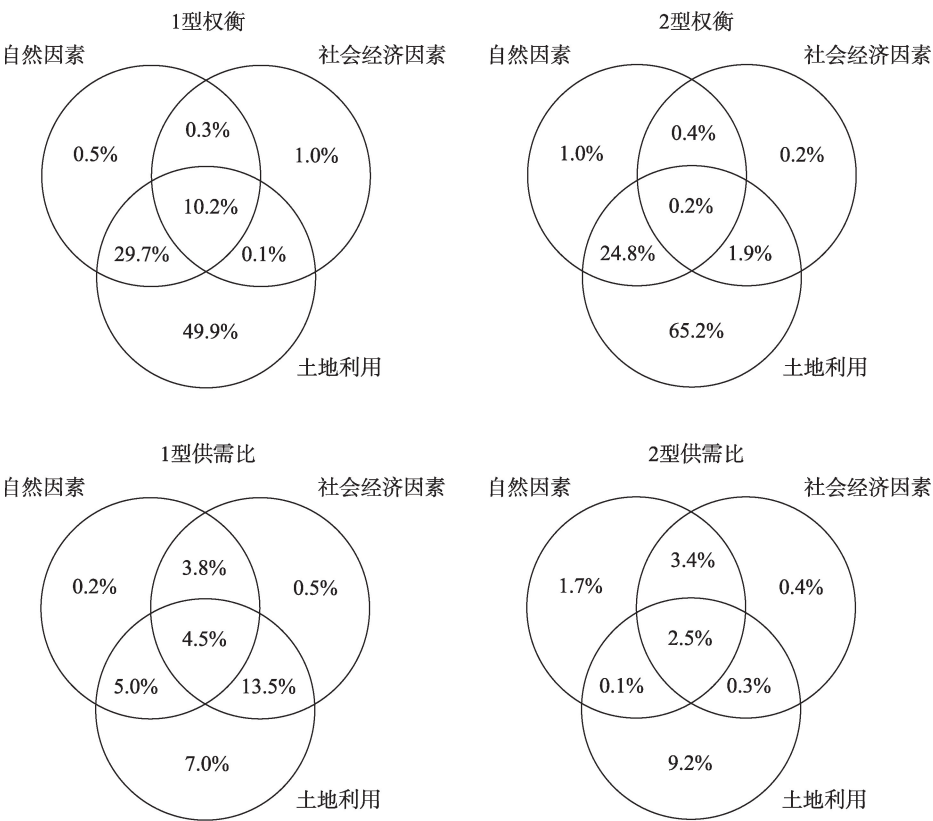 1型权衡
自然因素
社会经济因素
0.3%
0.5%
1.0%
10.2%
29.7%
0.1%
49.9%
土地利用
2型权衡
自然因素
社会经济因素
0.4%
1.0%
0.2%
0.2%
24.8%
1.9%
65.2%
土地利用
1型供需比
自然因素
社会经济因素
3.8%
0.2%
0.5%
4.5%
5.0%
13.5%
7.0%
土地利用
2型供需比
自然因素
社会经济因素
3.4%
1.7%
0.4%
2.5%
0.1%
0.3%
9.2%
土地利用